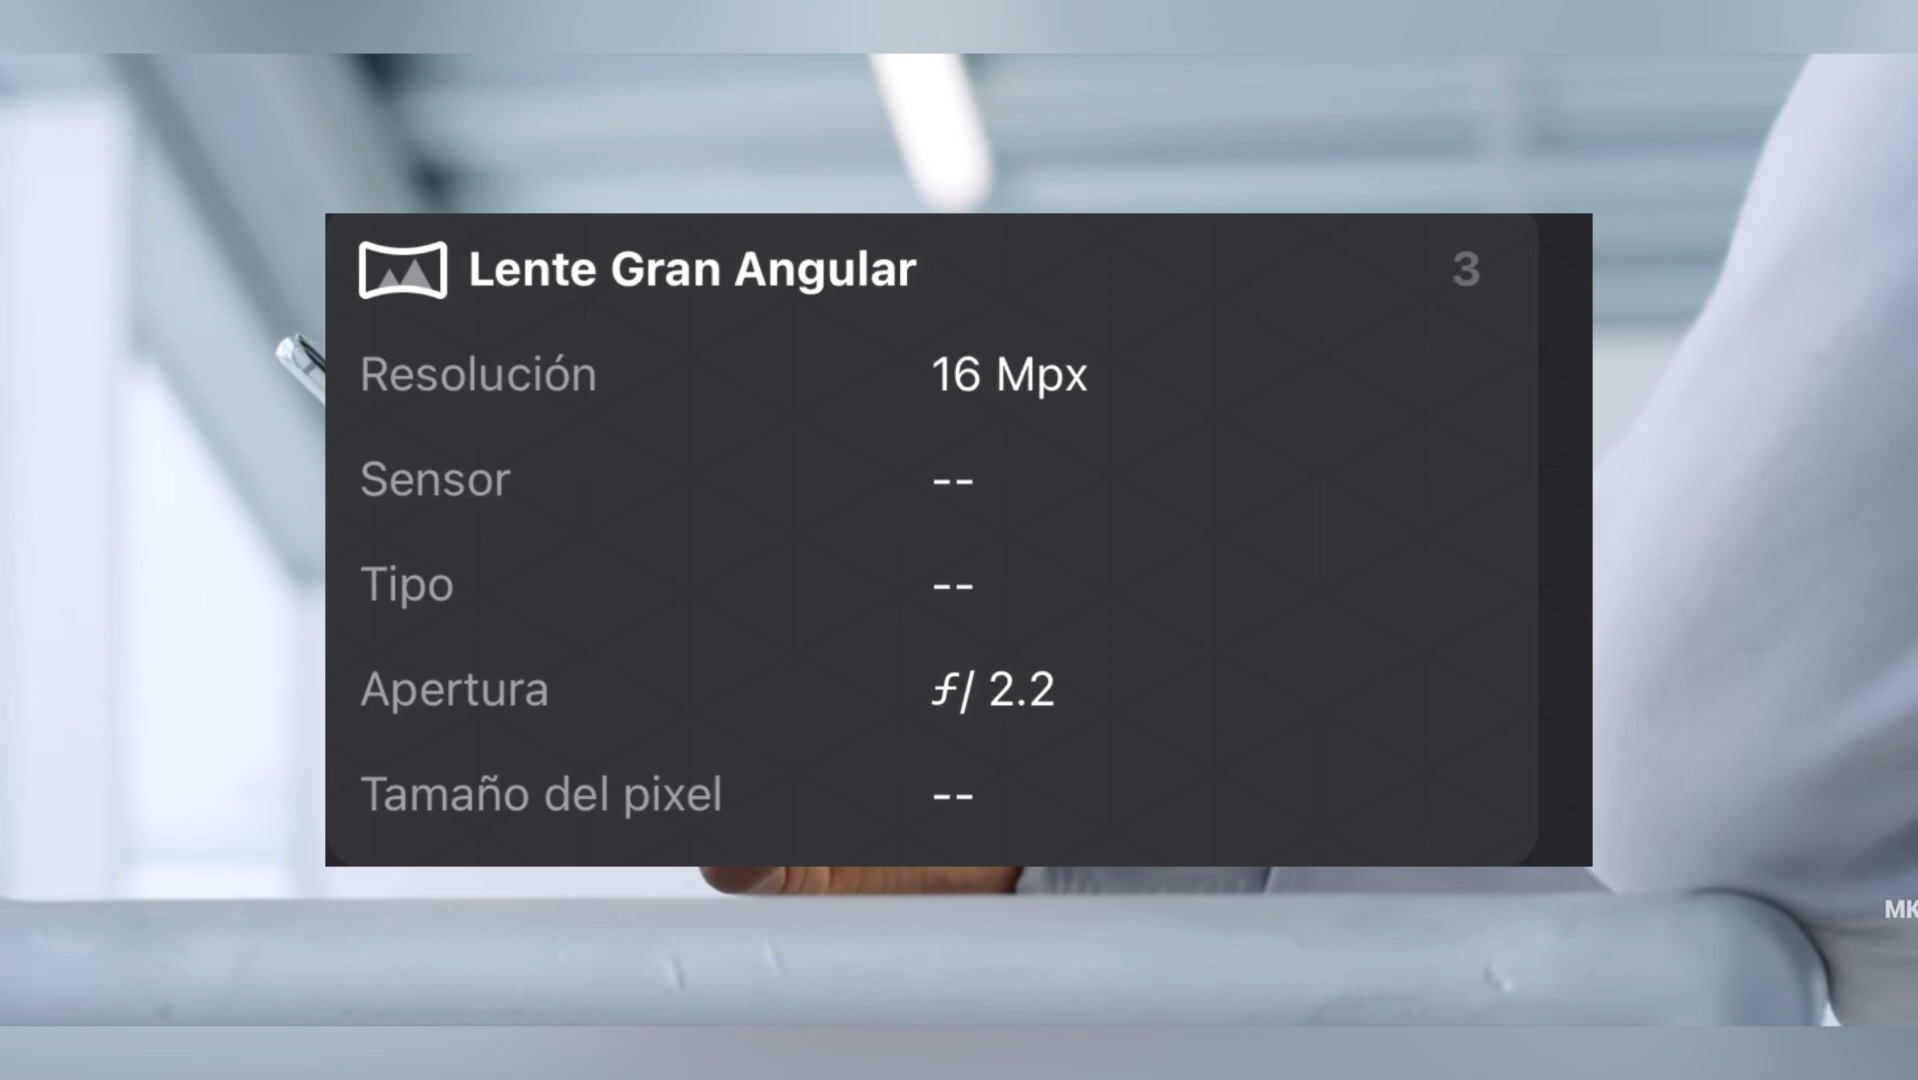 Lente Gran Angular 3
Resolución 16 Mpx
Sensor --
Tipo --
Apertura ƒ/ 2.2
Tamaño del pixel --
MK